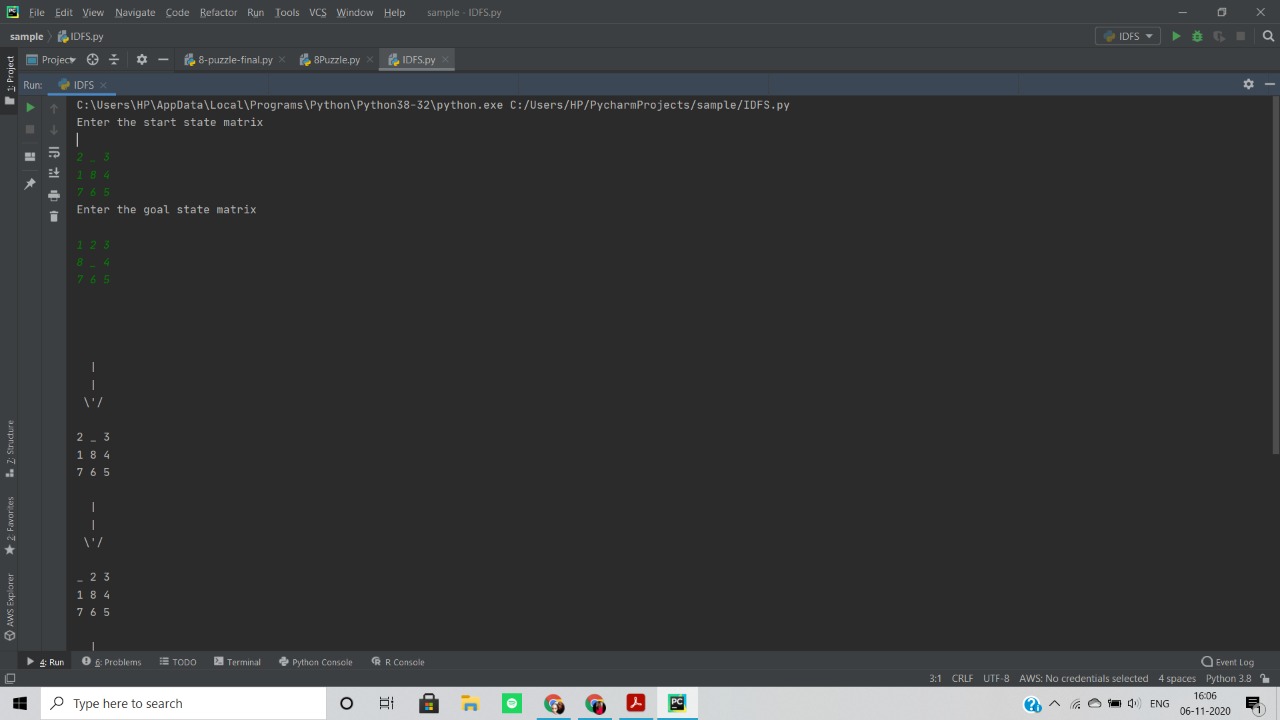 File Edit View Navigate Code Refactor Run Tools VCS Window Help sample - IDFS.py
sample IDFS.py IDFS
Project 8-puzzle-final.py 8Puzzle.py IDFS.py
1: Project
Run: IDFS
C:\Users\HP\AppData\Local\Programs\Python\Python38-32\python.exe C:/Users/HP/PycharmProjects/sample/IDFS.py
Enter the start state matrix
2 _ 3
1 8 4
7 6 5
Enter the goal state matrix
1 2 3
8 _ 4
7 6 5
|
|
\'/
2 _ 3
1 8 4
7 6 5
|
|
\'/
_ 2 3
1 8 4
7 6 5
|
7: Structure
2: Favorites
AWS Explorer
4: Run 6: Problems TODO Terminal Python Console R Console Event Log
3:1 CRLF UTF-8 AWS: No credentials selected 4 spaces Python 3.8
Type here to search ENG 16:06
06-11-2020 1